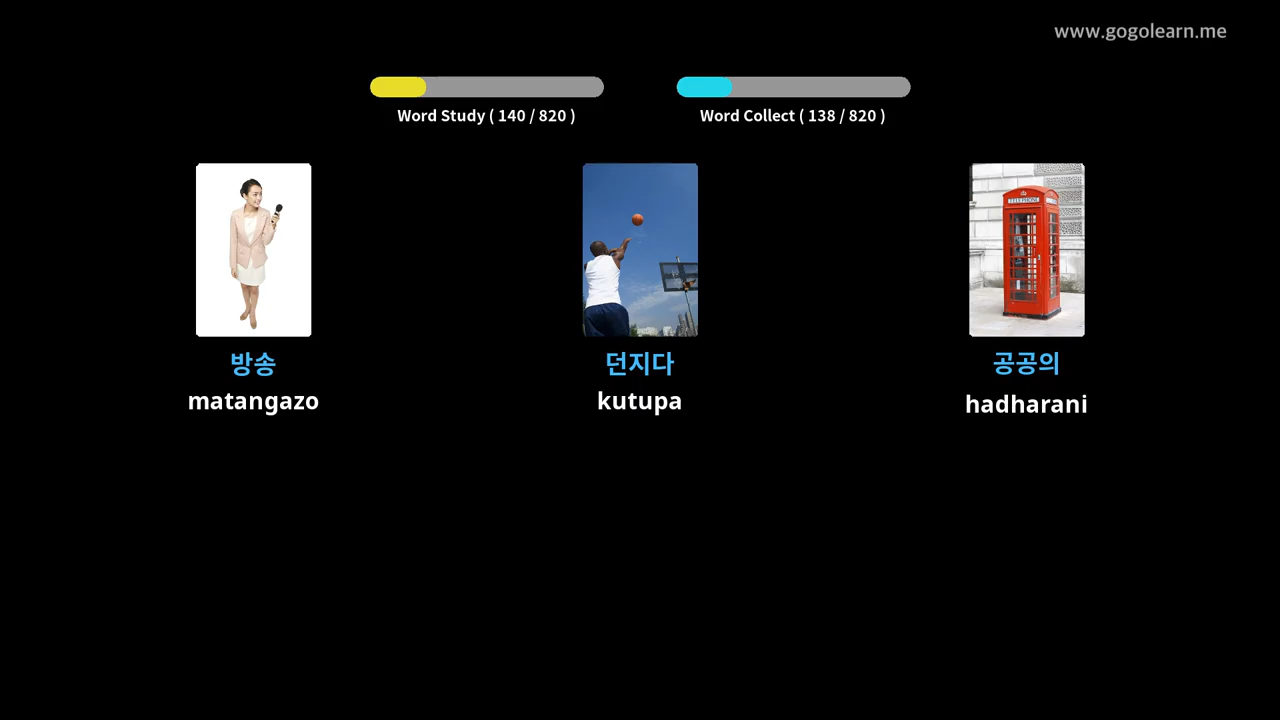 www.gogolearn.me
Word Study ( 140 / 820 )
Word Collect ( 138 / 820 )
TELEPHONE
방송
던지다
공공의
matangazo
kutupa
hadharani